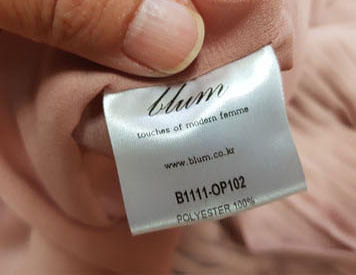 blum
touches of modern femme
www.blum.co.kr
B1111-OP102
POLYESTER 100%